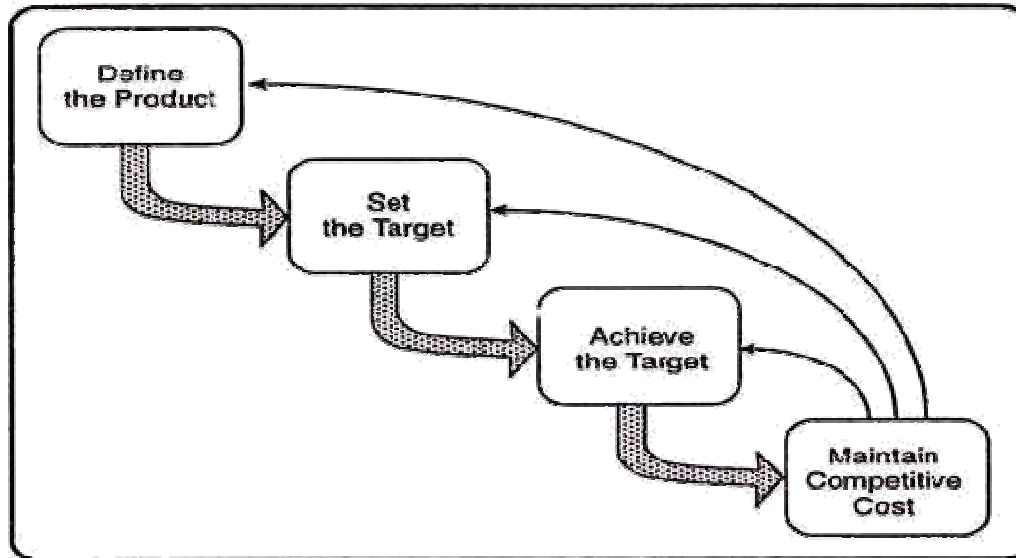 Define
the Product
Set
the Target
Achieve
the Target
Maintain
Competitive
Cost